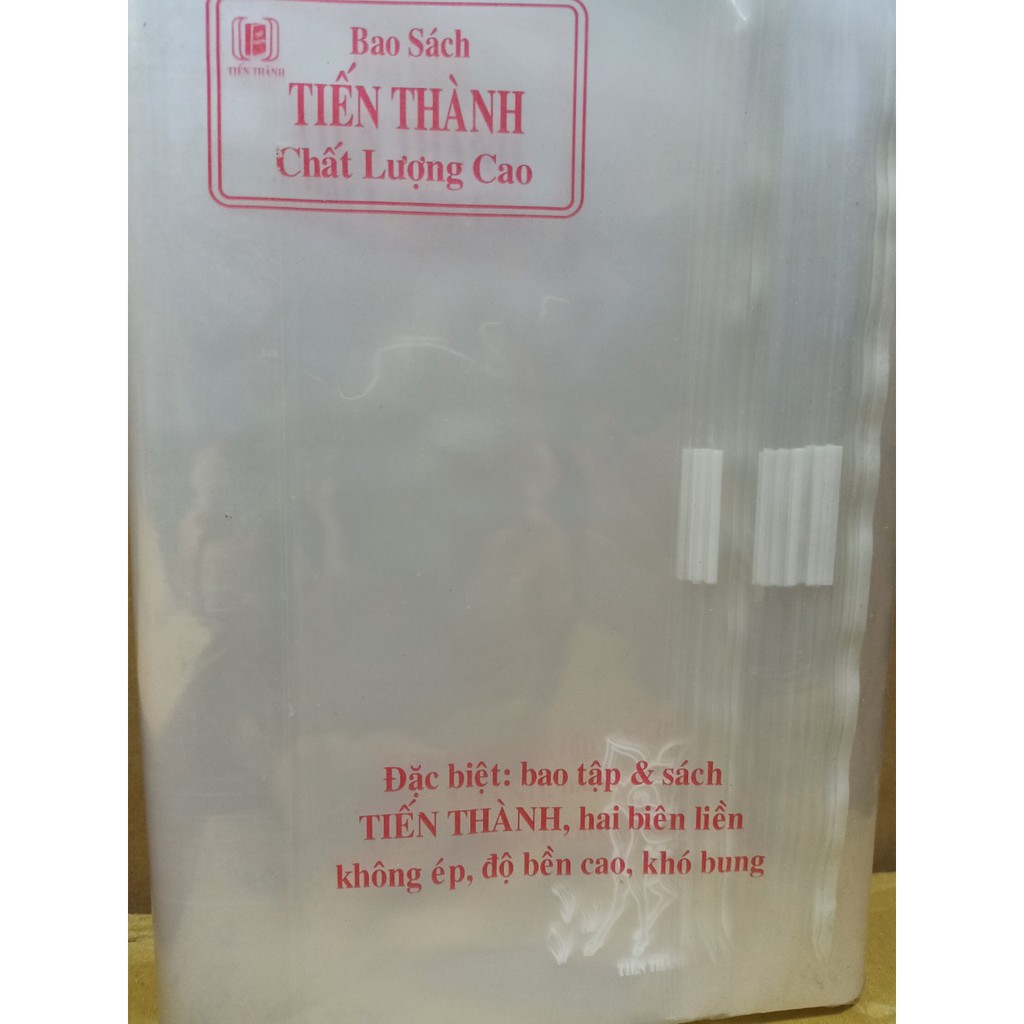 TIẾN THÀNH
Bao Sách
TIẾN THÀNH
Chất Lượng Cao
Đặc biệt: bao tập & sách
TIẾN THÀNH, hai biên liền
không ép, độ bền cao, khó bung
TIẾN